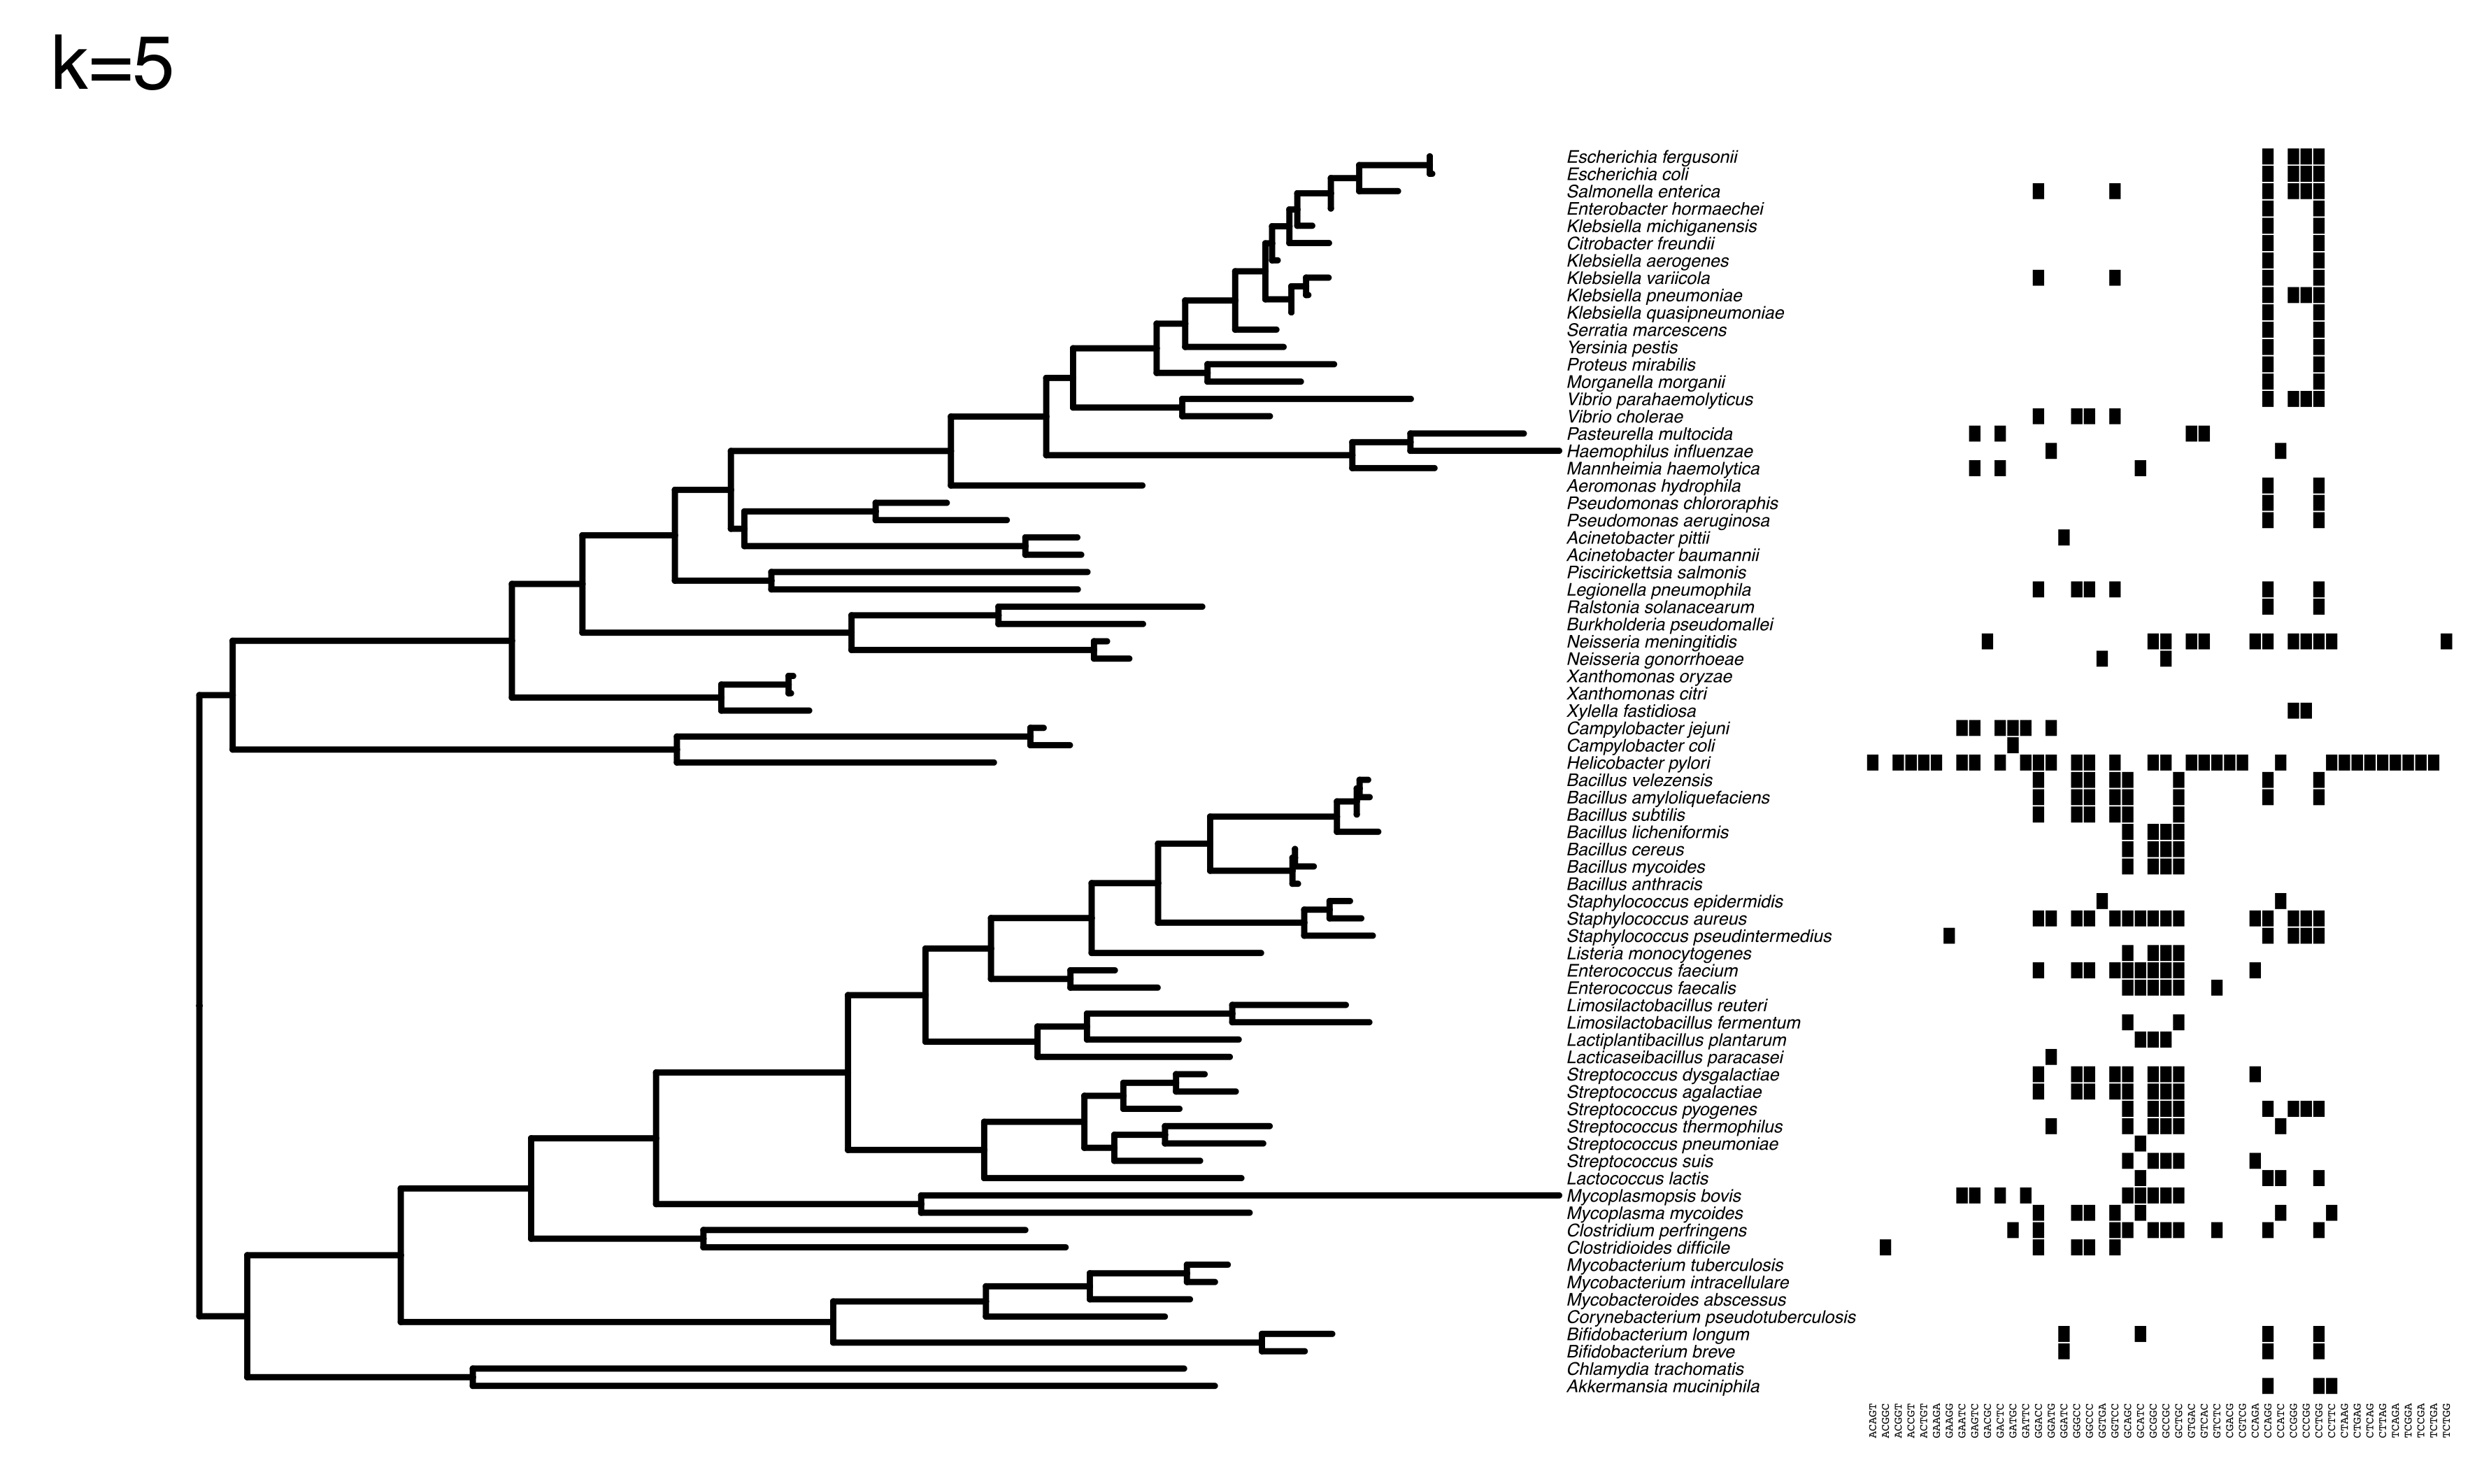 k=5
Escherichia fergusonii
Escherichia coli
Salmonella enterica
Enterobacter hormaechei
Klebsiella michiganensis
Citrobacter freundii
Klebsiella aerogenes
Klebsiella variicola
Klebsiella pneumoniae
Klebsiella quasipneumoniae
Serratia marcescens
Yersinia pestis
Proteus mirabilis
Morganella morganii
Vibrio parahaemolyticus
Vibrio cholerae
Pasteurella multocida
Haemophilus influenzae
Mannheimia haemolytica
Aeromonas hydrophila
Pseudomonas chlororaphis
Pseudomonas aeruginosa
Acinetobacter pittii
Acinetobacter baumannii
Piscirickettsia salmonis
Legionella pneumophila
Ralstonia solanacearum
Burkholderia pseudomallei
Neisseria meningitidis
Neisseria gonorrhoeae
Xanthomonas oryzae
Xanthomonas citri
Xylella fastidiosa
Campylobacter jejuni
Campylobacter coli
Helicobacter pylori
Bacillus velezensis
Bacillus amyloliquefaciens
Bacillus subtilis
Bacillus licheniformis
Bacillus cereus
Bacillus mycoides
Bacillus anthracis
Staphylococcus epidermidis
Staphylococcus aureus
Staphylococcus pseudintermedius
Listeria monocytogenes
Enterococcus faecium
Enterococcus faecalis
Limosilactobacillus reuteri
Limosilactobacillus fermentum
Lactiplantibacillus plantarum
Lacticaseibacillus paracasei
Streptococcus dysgalactiae
Streptococcus agalactiae
Streptococcus pyogenes
Streptococcus thermophilus
Streptococcus pneumoniae
Streptococcus suis
Lactococcus lactis
Mycoplasmopsis bovis
Mycoplasma mycoides
Clostridium perfringens
Clostridioides difficile
Mycobacterium tuberculosis
Mycobacterium intracellulare
Mycobacteroides abscessus
Corynebacterium pseudotuberculosis
Bifidobacterium longum
Bifidobacterium breve
Chlamydia trachomatis
Akkermansia muciniphila
ACAGT
ACGGC
ACGGT
ACCGT
ACTGT
GAAGA
GAAGG
GAATC
GAGTC
GACGC
GACTC
GATGC
GATTC
GGACC
GGATG
GGATC
GGGCC
GGCCC
GGTGA
GGTCC
GCAGC
GCATC
GCGGC
GCCGC
GCTGC
GTGAC
GTCAC
GTCTC
CGACG
CGTCG
CCAGA
CCAGG
CCATC
CCGGG
CCCGG
CCTGG
CCTTC
CTAAG
CTGAG
CTCAG
CTTAG
TCAGA
TCGGA
TCCGA
TCTGA
TCTGG